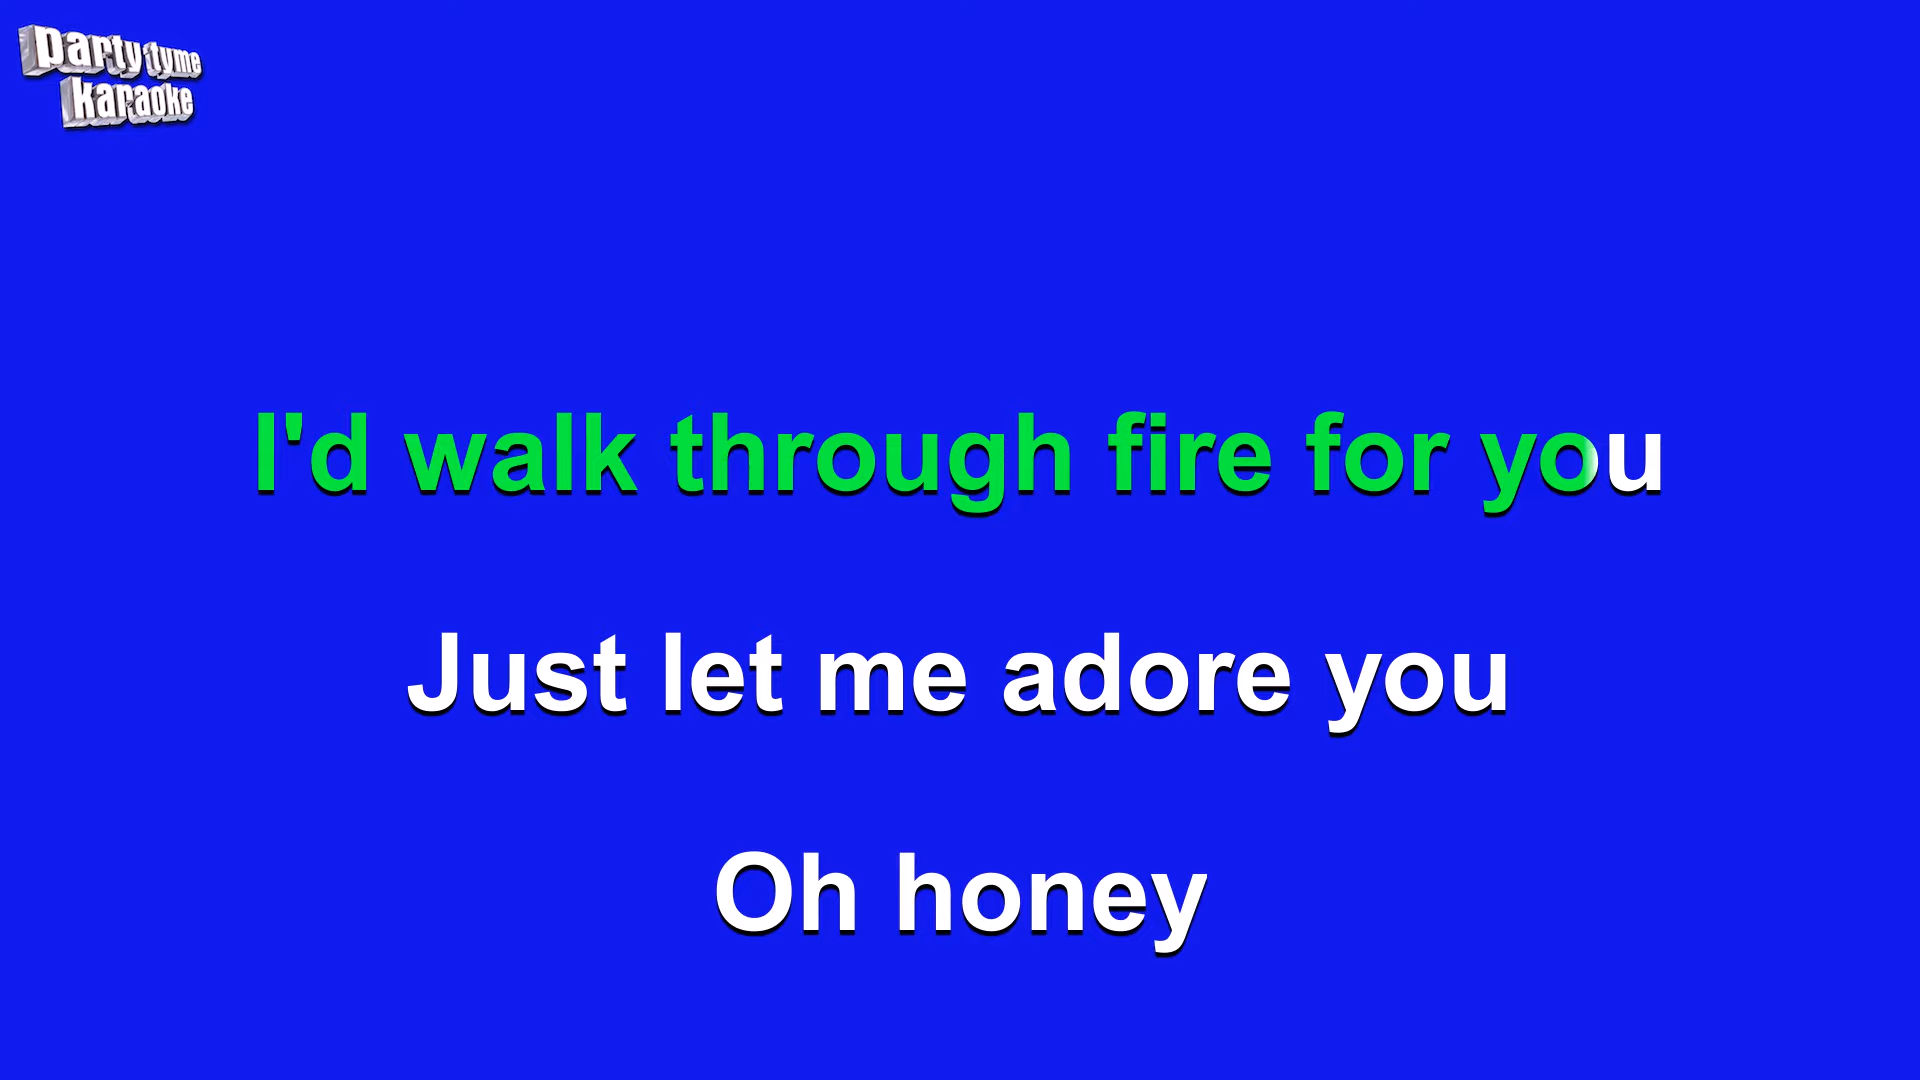 party tyme
karaoke
I'd walk through fire for you
Just let me adore you
Oh honey